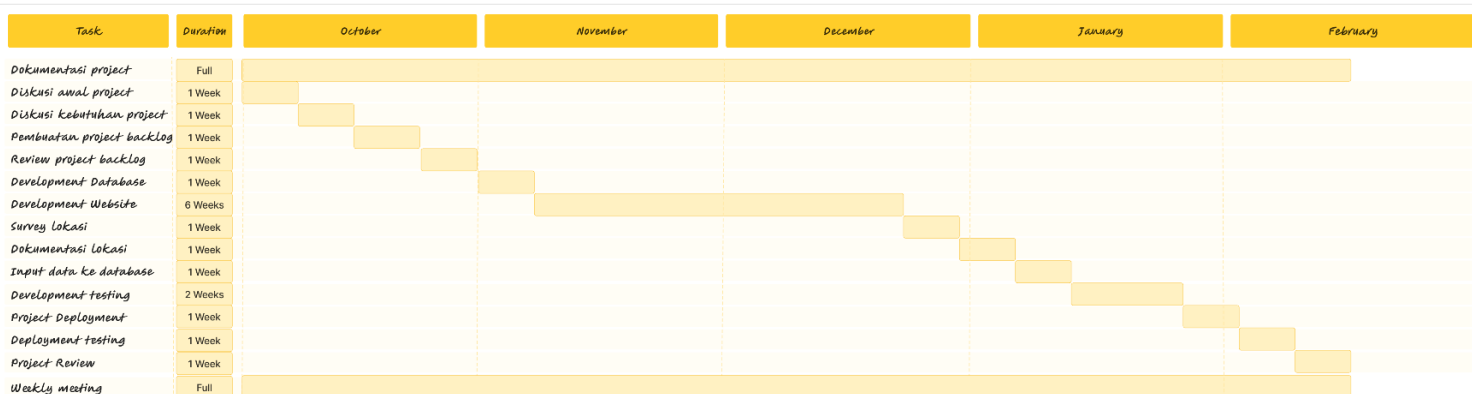 Task Duration October November December January February
Dokumentasi project Full
Diskusi awal project 1 Week
Diskusi kebutuhan project 1 Week
Pembuatan project backlog 1 Week
Review project backlog 1 Week
Development Database 1 Week
Development Website 6 Weeks
Survey lokasi 1 Week
Dokumentasi lokasi 1 Week
Input data ke database 1 Week
Development testing 2 Weeks
Project Deployment 1 Week
Deployment testing 1 Week
Project Review 1 Week
Weekly meeting Full